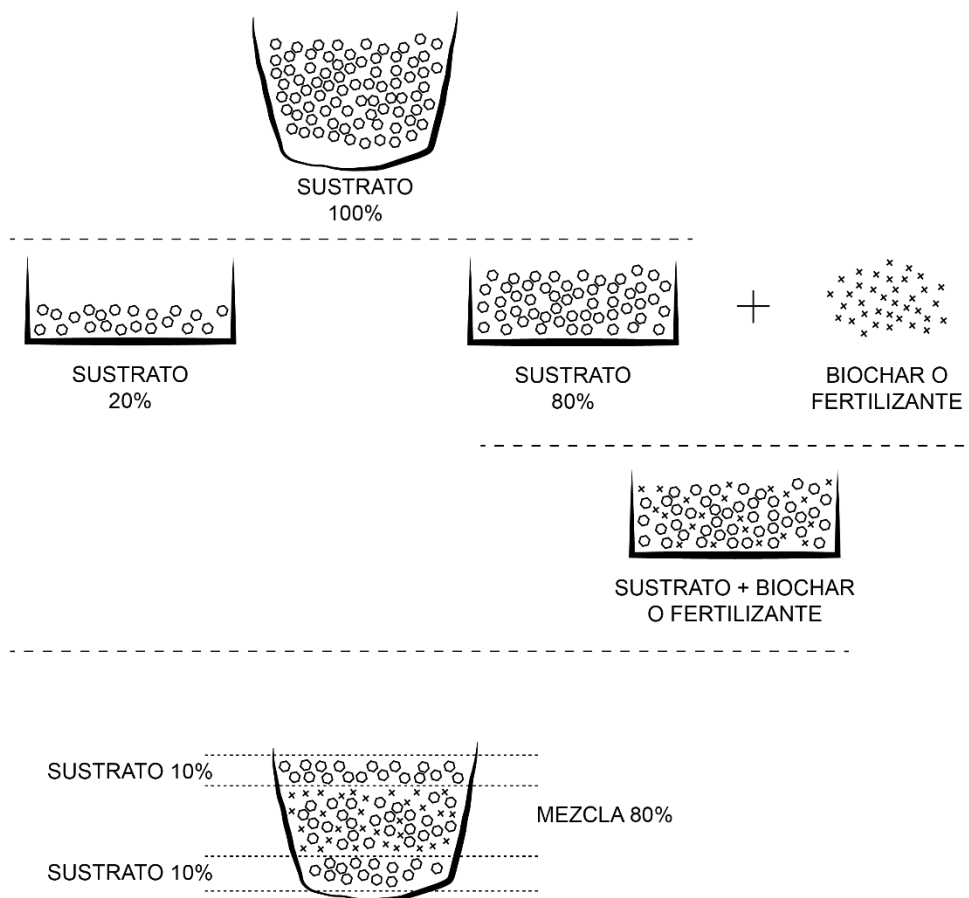 SUSTRATO
100%
SUSTRATO
20%
SUSTRATO
80%
BIOCHAR O
FERTILIZANTE
SUSTRATO + BIOCHAR
O FERTILIZANTE
SUSTRATO 10%
MEZCLA 80%
SUSTRATO 10%